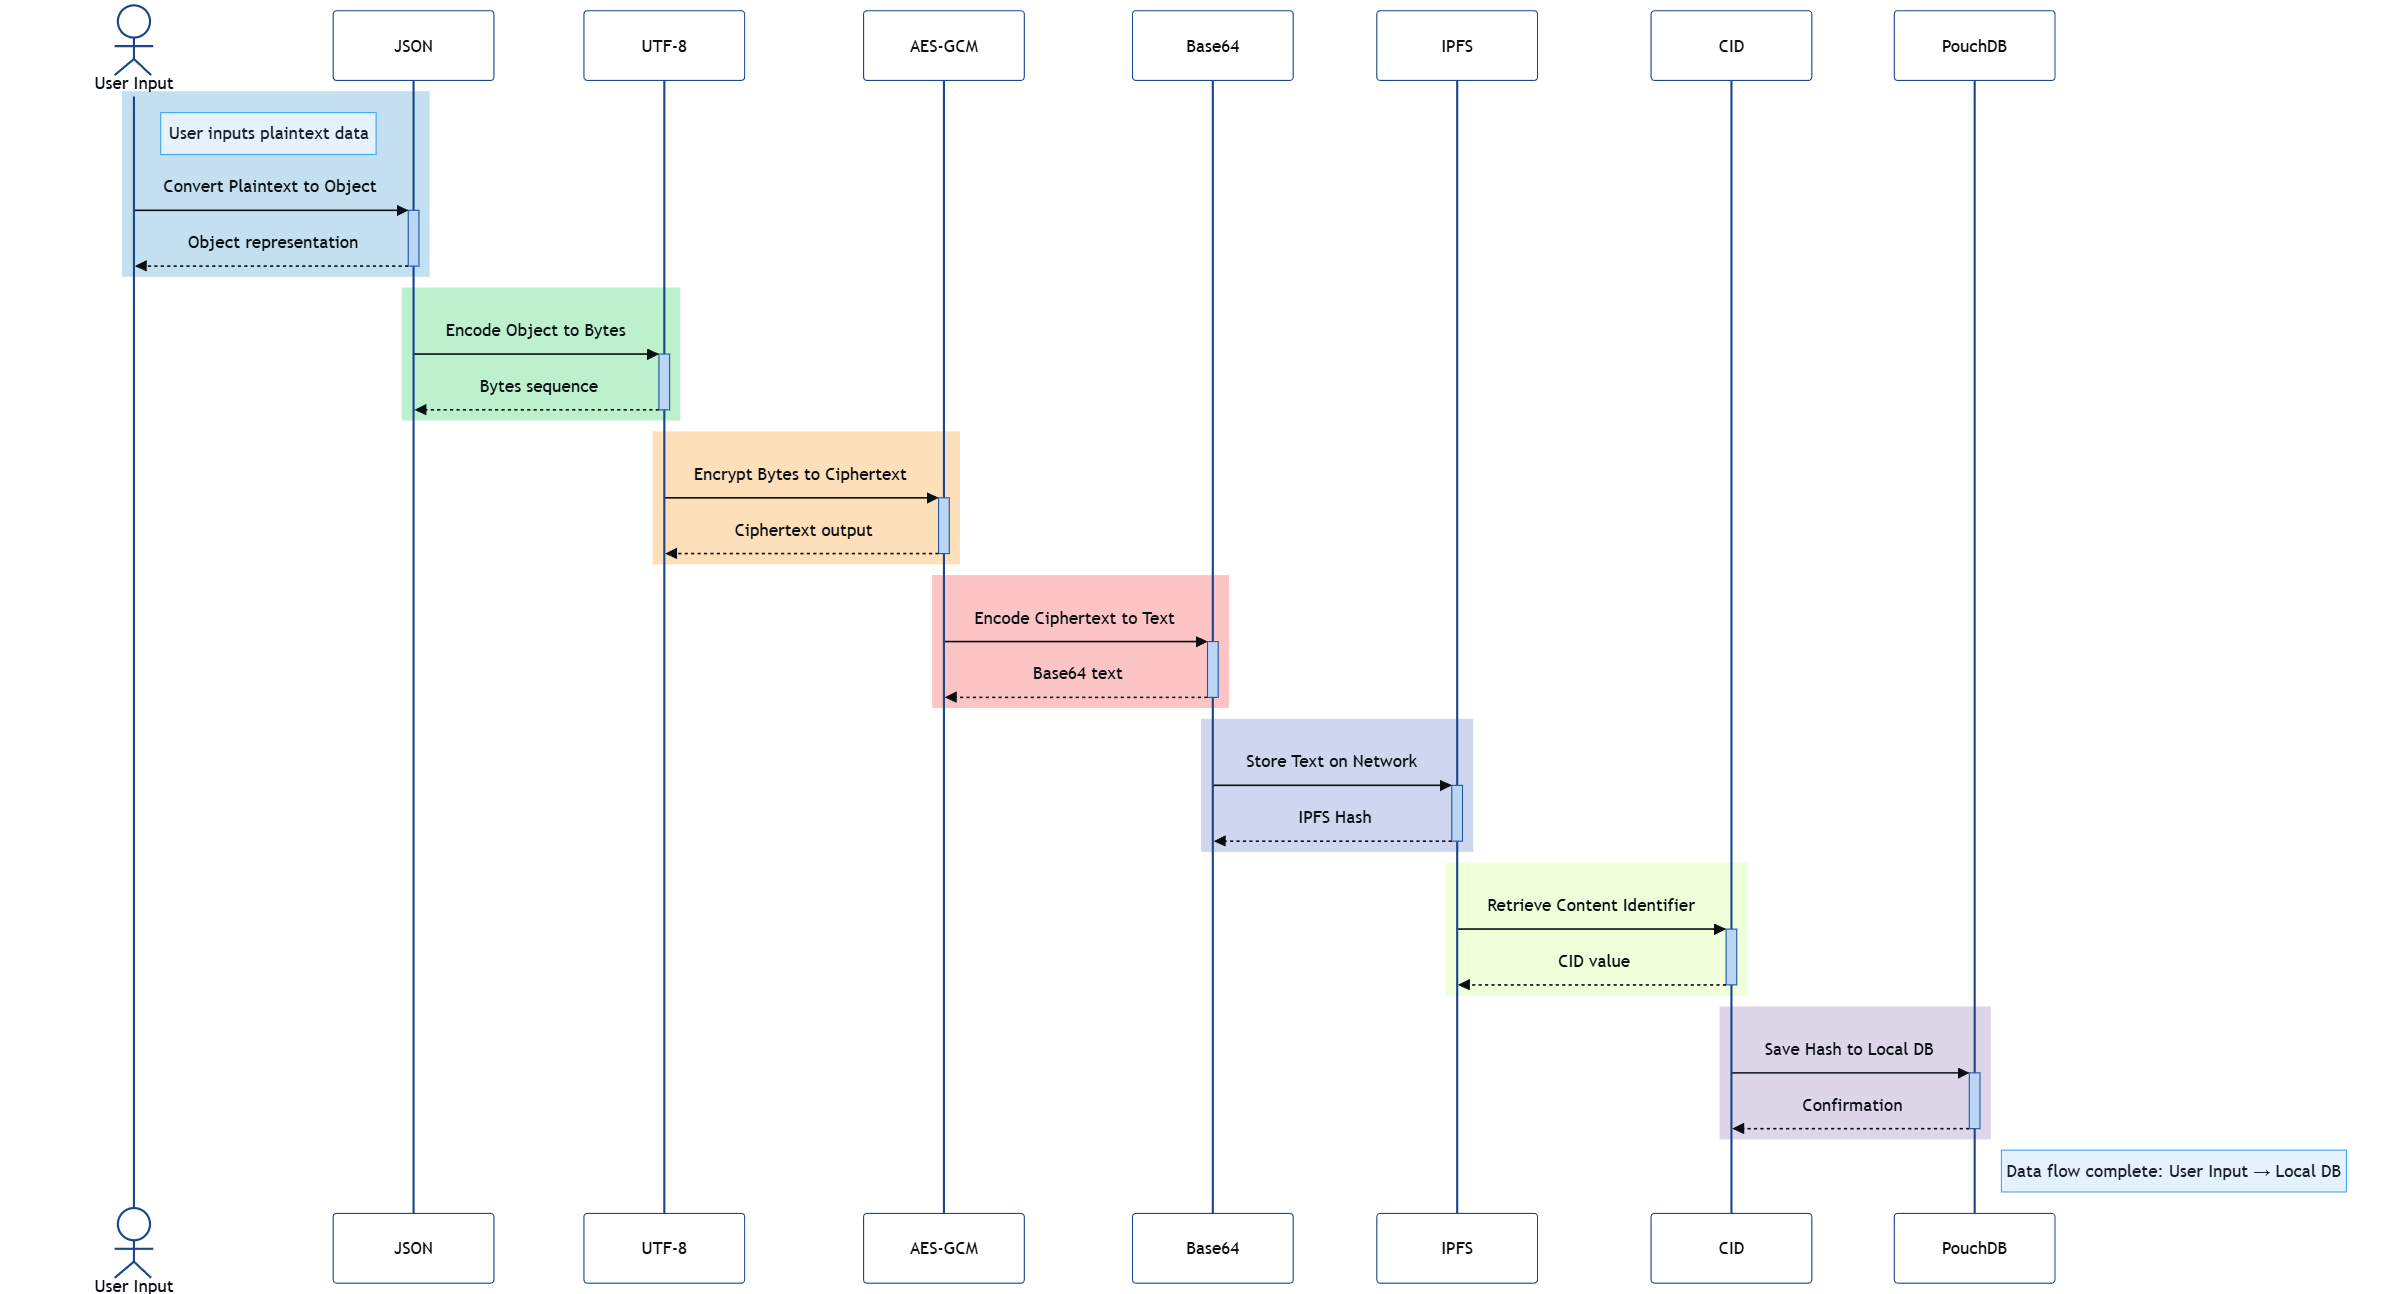 User Input
JSON
UTF-8
AES-GCM
Base64
IPFS
CID
PouchDB
User inputs plaintext data
Convert Plaintext to Object
Object representation
Encode Object to Bytes
Bytes sequence
Encrypt Bytes to Ciphertext
Ciphertext output
Encode Ciphertext to Text
Base64 text
Store Text on Network
IPFS Hash
Retrieve Content Identifier
CID value
Save Hash to Local DB
Confirmation
Data flow complete: User Input → Local DB
User Input
JSON
UTF-8
AES-GCM
Base64
IPFS
CID
PouchDB